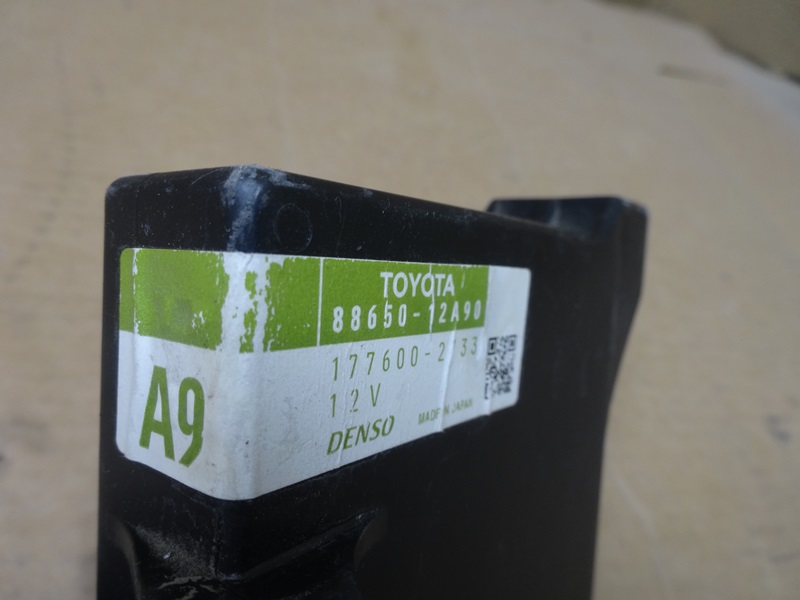 TOYOTA
88650-12A90
12V
DENSO
MADE IN JAPAN
A9